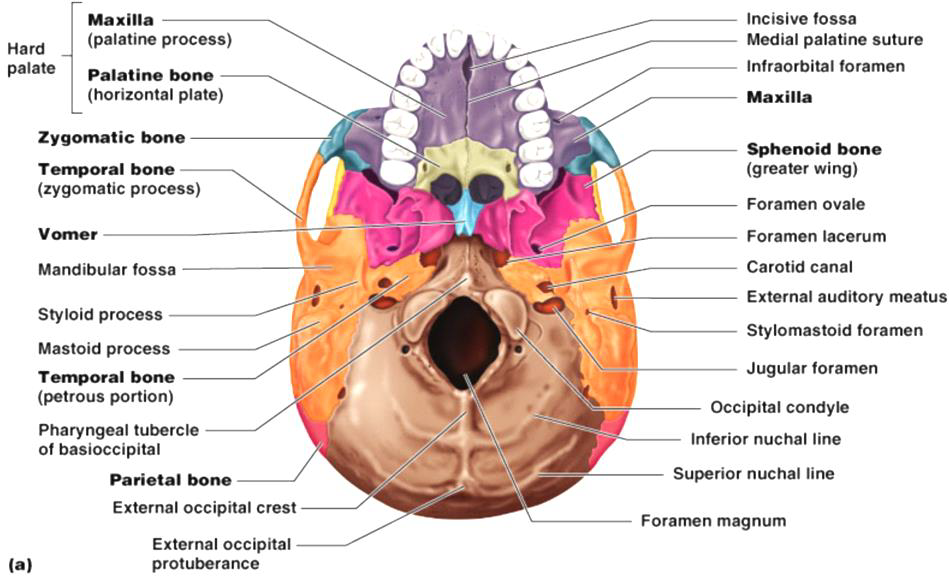 Hard
palate
Maxilla
(palatine process)
Palatine bone
(horizontal plate)
Zygomatic bone
Temporal bone
(zygomatic process)
Vomer
Mandibular fossa
Styloid process
Mastoid process
Temporal bone
(petrous portion)
Pharyngeal tubercle
of basioccipital
Parietal bone
External occipital crest
External occipital
protuberance
(a)
Incisive fossa
Medial palatine suture
Infraorbital foramen
Maxilla
Sphenoid bone
(greater wing)
Foramen ovale
Foramen lacerum
Carotid canal
External auditory meatus
Stylomastoid foramen
Jugular foramen
Occipital condyle
Inferior nuchal line
Superior nuchal line
Foramen magnum